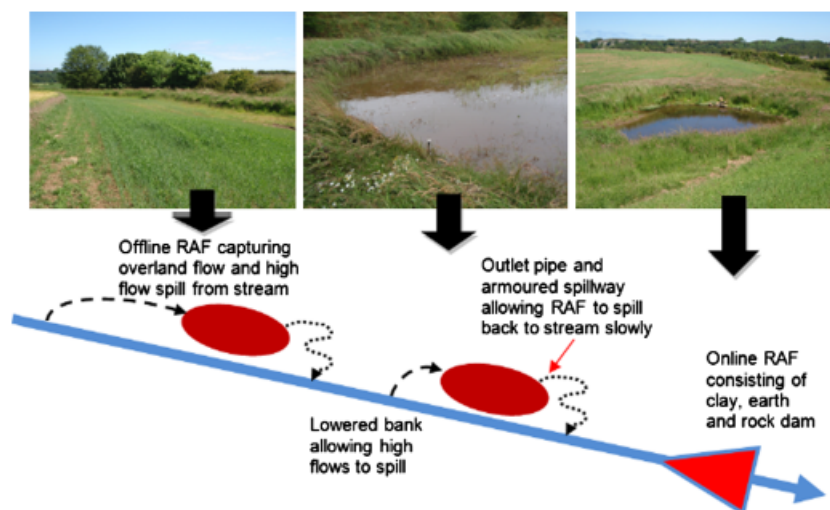 Offline RAF capturing
overland flow and high
flow spill from stream
Outlet pipe and
armoured spillway
allowing RAF to spill
back to stream slowly
Online RAF
consisting of
clay, earth
and rock dam
Lowered bank
allowing high
flows to spill